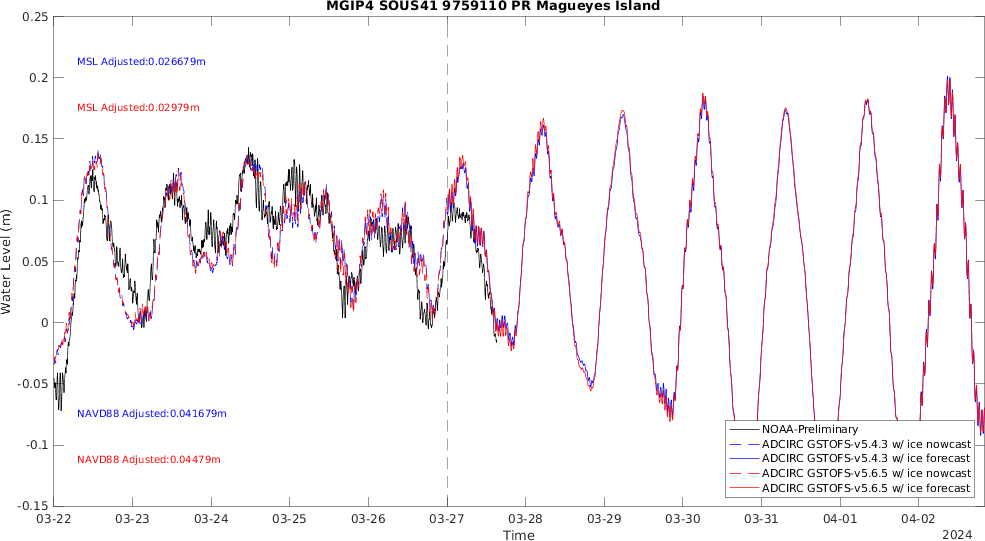 MGIP4 SOUS41 9759110 PR Magueyes Island
0.25
0.2
0.15
0.1
0.05
0
-0.05
-0.1
-0.15
Water Level (m)
MSL Adjusted:0.026679m
MSL Adjusted:0.02979m
NAVD88 Adjusted:0.041679m
NAVD88 Adjusted:0.04479m
NOAA-Preliminary
ADCIRC GSTOFS-v5.4.3 w/ ice nowcast
ADCIRC GSTOFS-v5.4.3 w/ ice forecast
ADCIRC GSTOFS-v5.6.5 w/ ice nowcast
ADCIRC GSTOFS-v5.6.5 w/ ice forecast
03-22 03-23 03-24 03-25 03-26 03-27 03-28 03-29 03-30 03-31 04-01 04-02
Time
2024